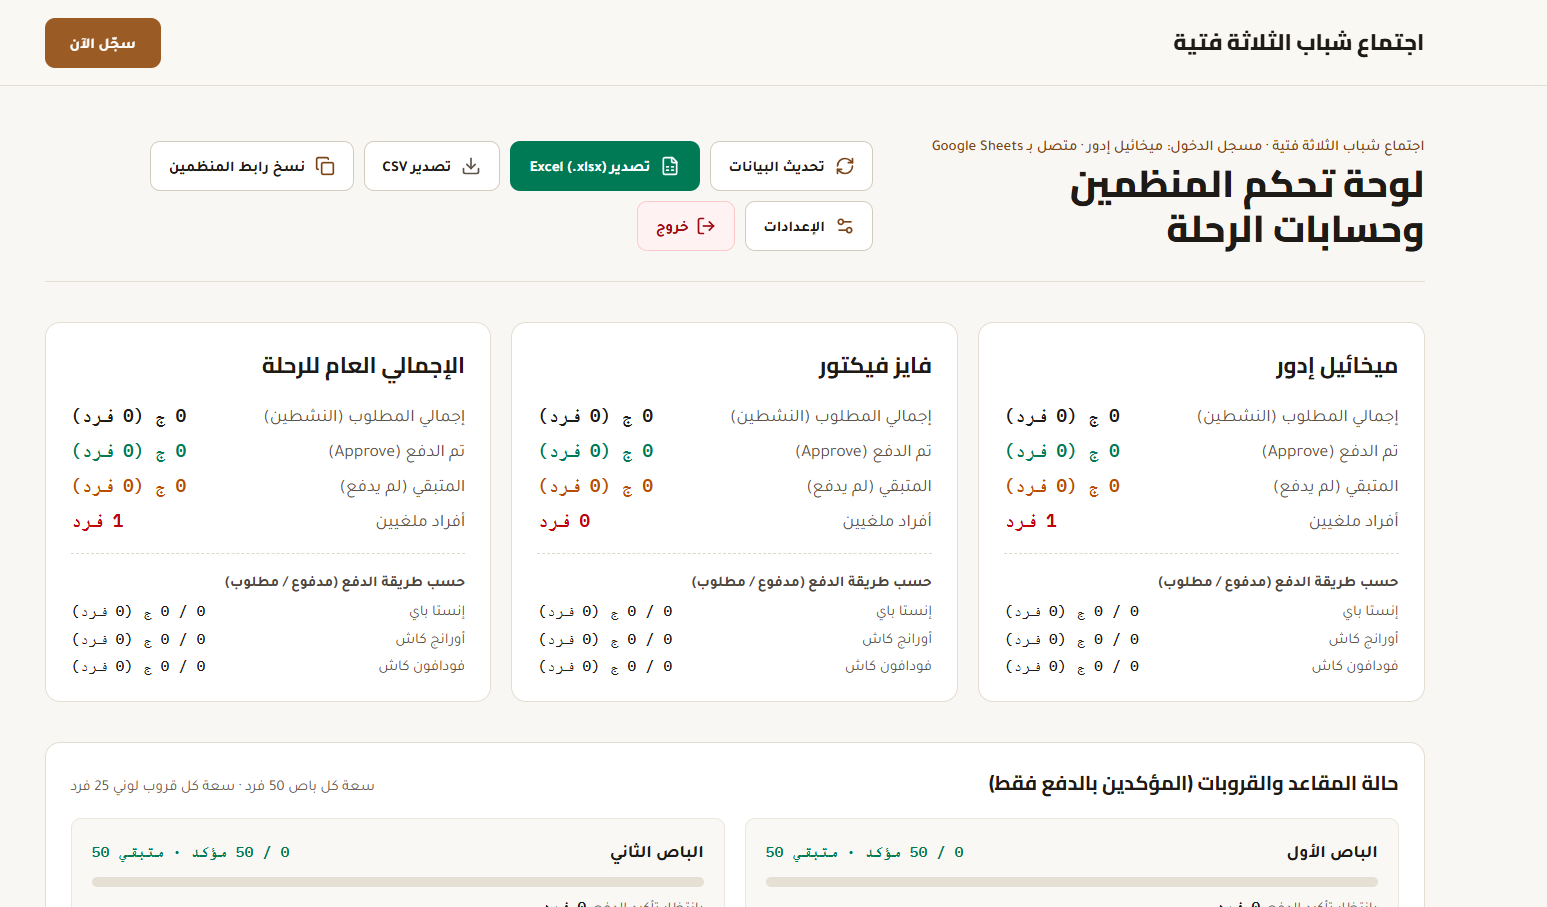 اجتماع شباب الثلاثة فتية
سجّل الآن
اجتماع شباب الثلاثة فتية · مسجل الدخول: ميخائيل إدور · متصل بـ Google Sheets
لوحة تحكم المنظمين
وحسابات الرحلة
تحديث البيانات
تصدير Excel (.xlsx)
تصدير CSV
نسخ رابط المنظمين
الإعدادات
خروج
ميخائيل إدور
إجمالي المطلوب (النشطين) 0 ج (0 فرد)
تم الدفع (Approve) 0 ج (0 فرد)
المتبقي (لم يدفع) 0 ج (0 فرد)
أفراد ملغيين 1 فرد
حسب طريقة الدفع (مدفوع / مطلوب)
إنستا باي 0 / 0 ج (0 فرد)
أورانج كاش 0 / 0 ج (0 فرد)
فودافون كاش 0 / 0 ج (0 فرد)
فايز فيكتور
إجمالي المطلوب (النشطين) 0 ج (0 فرد)
تم الدفع (Approve) 0 ج (0 فرد)
المتبقي (لم يدفع) 0 ج (0 فرد)
أفراد ملغيين 0 فرد
حسب طريقة الدفع (مدفوع / مطلوب)
إنستا باي 0 / 0 ج (0 فرد)
أورانج كاش 0 / 0 ج (0 فرد)
فودافون كاش 0 / 0 ج (0 فرد)
الإجمالي العام للرحلة
إجمالي المطلوب (النشطين) 0 ج (0 فرد)
تم الدفع (Approve) 0 ج (0 فرد)
المتبقي (لم يدفع) 0 ج (0 فرد)
أفراد ملغيين 1 فرد
حسب طريقة الدفع (مدفوع / مطلوب)
إنستا باي 0 / 0 ج (0 فرد)
أورانج كاش 0 / 0 ج (0 فرد)
فودافون كاش 0 / 0 ج (0 فرد)
حالة المقاعد والقروبات (المؤكدين بالدفع فقط)
سعة كل باص 50 فرد · سعة كل قروب لوني 25 فرد
الباص الأول
0 / 50 مؤكد · متبقي 50
الباص الثاني
0 / 50 مؤكد · متبقي 50